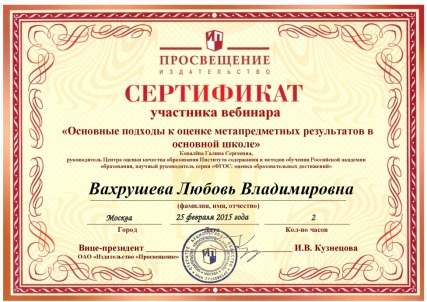 ПРОСВЕЩЕНИЕ
ИЗДАТЕЛЬСТВО
СЕРТИФИКАТ
участника вебинара
«Основные подходы к оценке метапредметных результатов в
основной школе»
Ковалёва Галина Сергеевна,
руководитель Центра оценки качества образования Института содержания и методов обучения Российской академии
образования, научный руководитель серии «ФГОС: оценка образовательных достижений»
Вахрушева Любовь Владимировна
(фамилия, имя, отчество)
Москва 25 февраля 2015 года 2
Город Дата Кол-во часов
Вице-президент И.В. Кузнецова
ОАО «Издательство «Просвещение»